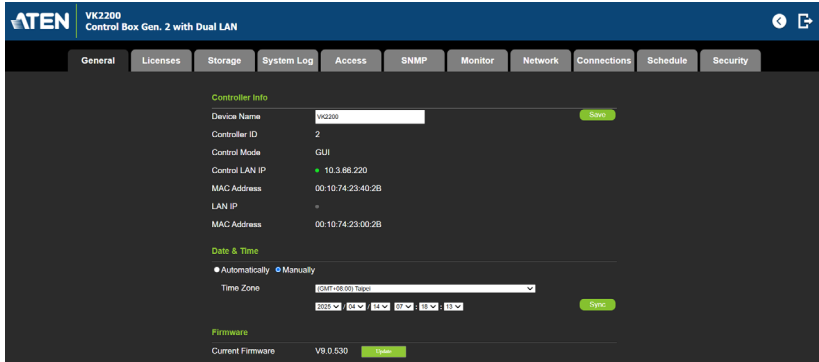 ATEN
VK2200
Control Box Gen. 2 with Dual LAN
General Licenses Storage System Log Access SNMP Monitor Network Connections Schedule Security
Controller Info
Device Name VK2200 Save
Controller ID 2
Control Mode GUI
Control LAN IP 10.3.66.220
MAC Address 00:10:74:23:40:2B
LAN IP
MAC Address 00:10:74:23:00:2B
Date & Time
Automatically Manually
Time Zone (GMT+08:00) Taipei
2025 / 04 / 14 07 : 18 : 13 Sync
Firmware
Current Firmware V9.0.530 Update